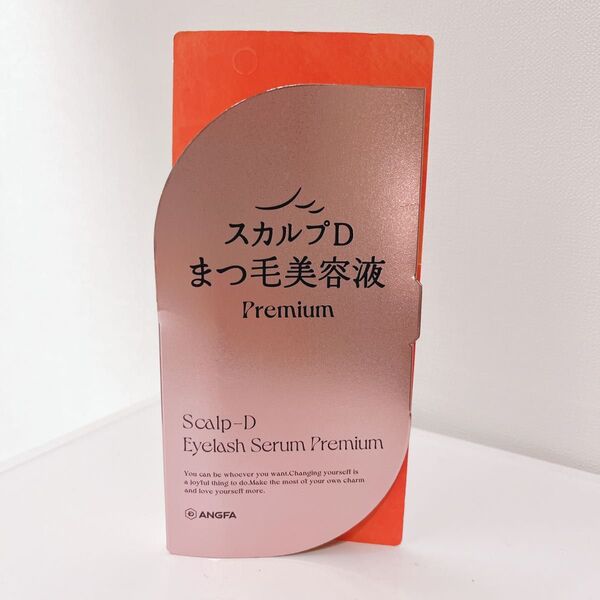 スカルプD
まつ毛美容液
Premium
Scalp-D
Eyelash Serum Premium
You can be whoever you want.Changing yourself is
a joyful thing to do.Make the most of your own charm
and love yourself more.
ANGFA